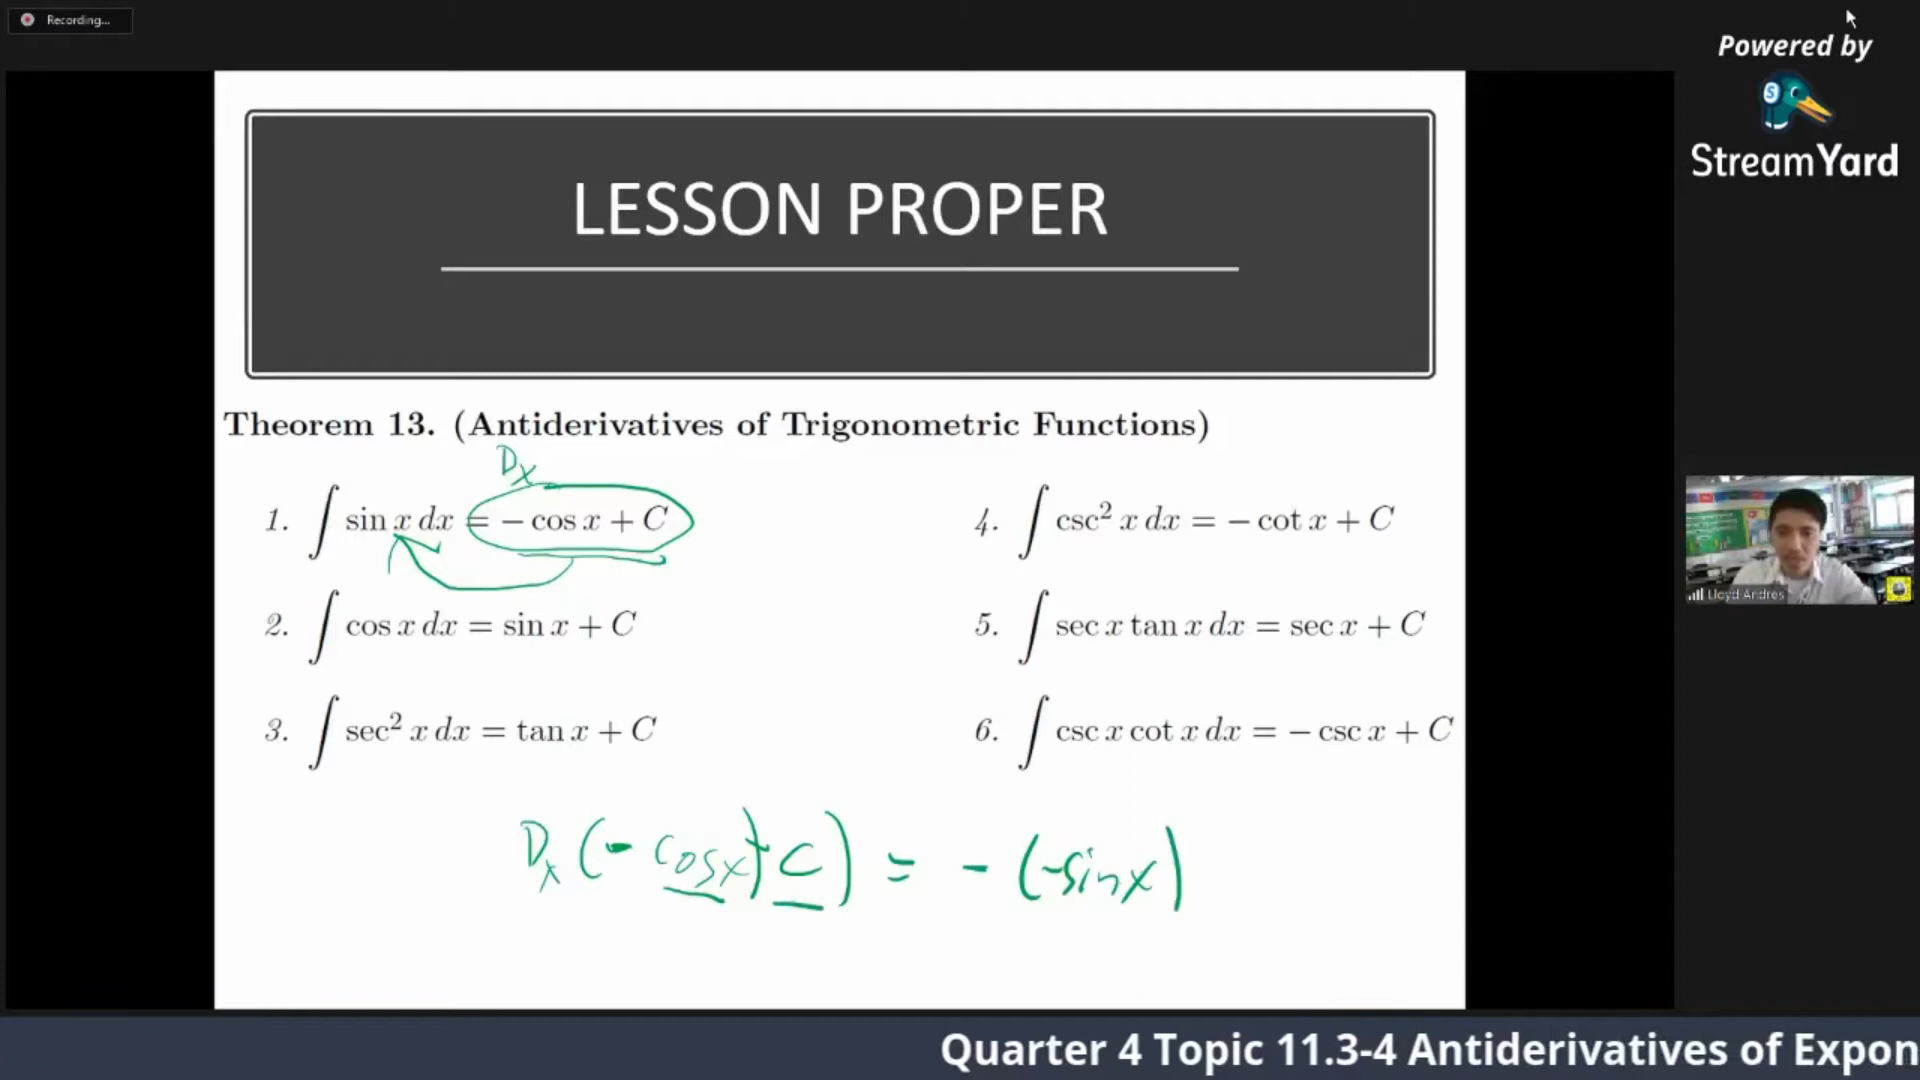 Recording...
Powered by
StreamYard
LESSON PROPER
Theorem 13. (Antiderivatives of Trigonometric Functions)
Dx
1. ∫ sin x dx = − cos x + C
2. ∫ cos x dx = sin x + C
3. ∫ sec² x dx = tan x + C
4. ∫ csc² x dx = − cot x + C
5. ∫ sec x tan x dx = sec x + C
6. ∫ csc x cot x dx = − csc x + C
Dx (- cosx) + C) = - (-sinx)
Lloyd Andres
Quarter 4 Topic 11.3-4 Antiderivatives of Expon